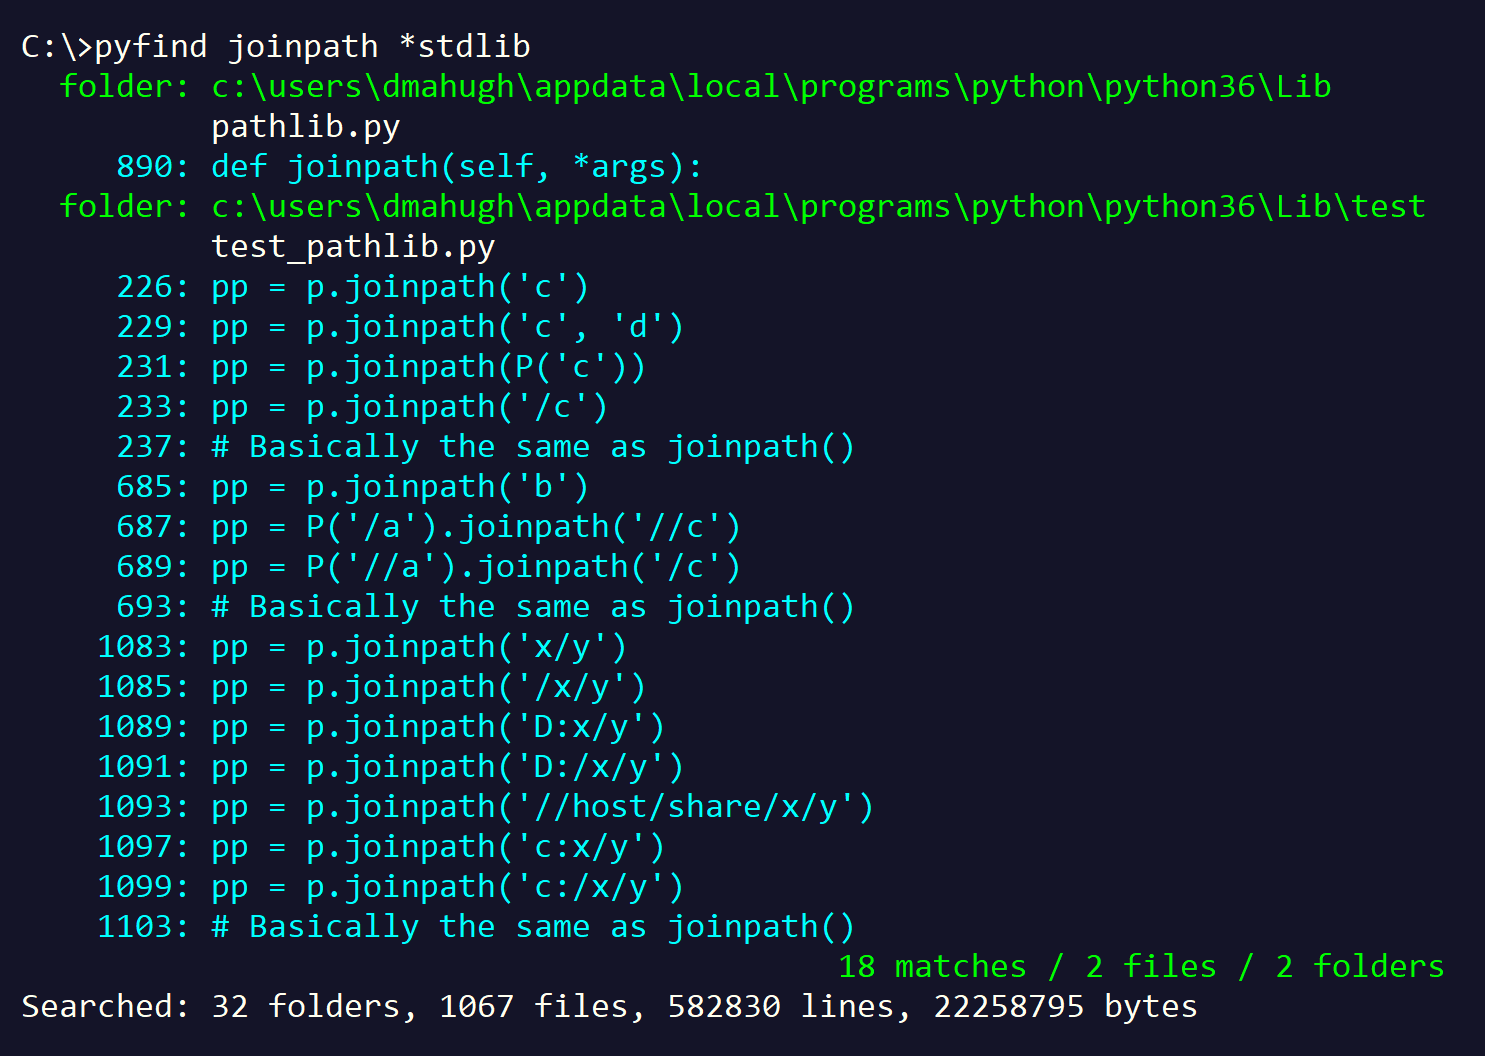 C:\>pyfind joinpath *stdlib
folder: c:\users\dmahugh\appdata\local\programs\python\python36\Lib
pathlib.py
890: def joinpath(self, *args):
folder: c:\users\dmahugh\appdata\local\programs\python\python36\Lib\test
test_pathlib.py
226: pp = p.joinpath('c')
229: pp = p.joinpath('c', 'd')
231: pp = p.joinpath(P('c'))
233: pp = p.joinpath('/c')
237: # Basically the same as joinpath()
685: pp = p.joinpath('b')
687: pp = P('/a').joinpath('//c')
689: pp = P('//a').joinpath('/c')
693: # Basically the same as joinpath()
1083: pp = p.joinpath('x/y')
1085: pp = p.joinpath('/x/y')
1089: pp = p.joinpath('D:x/y')
1091: pp = p.joinpath('D:/x/y')
1093: pp = p.joinpath('//host/share/x/y')
1097: pp = p.joinpath('c:x/y')
1099: pp = p.joinpath('c:/x/y')
1103: # Basically the same as joinpath()
18 matches / 2 files / 2 folders
Searched: 32 folders, 1067 files, 582830 lines, 22258795 bytes